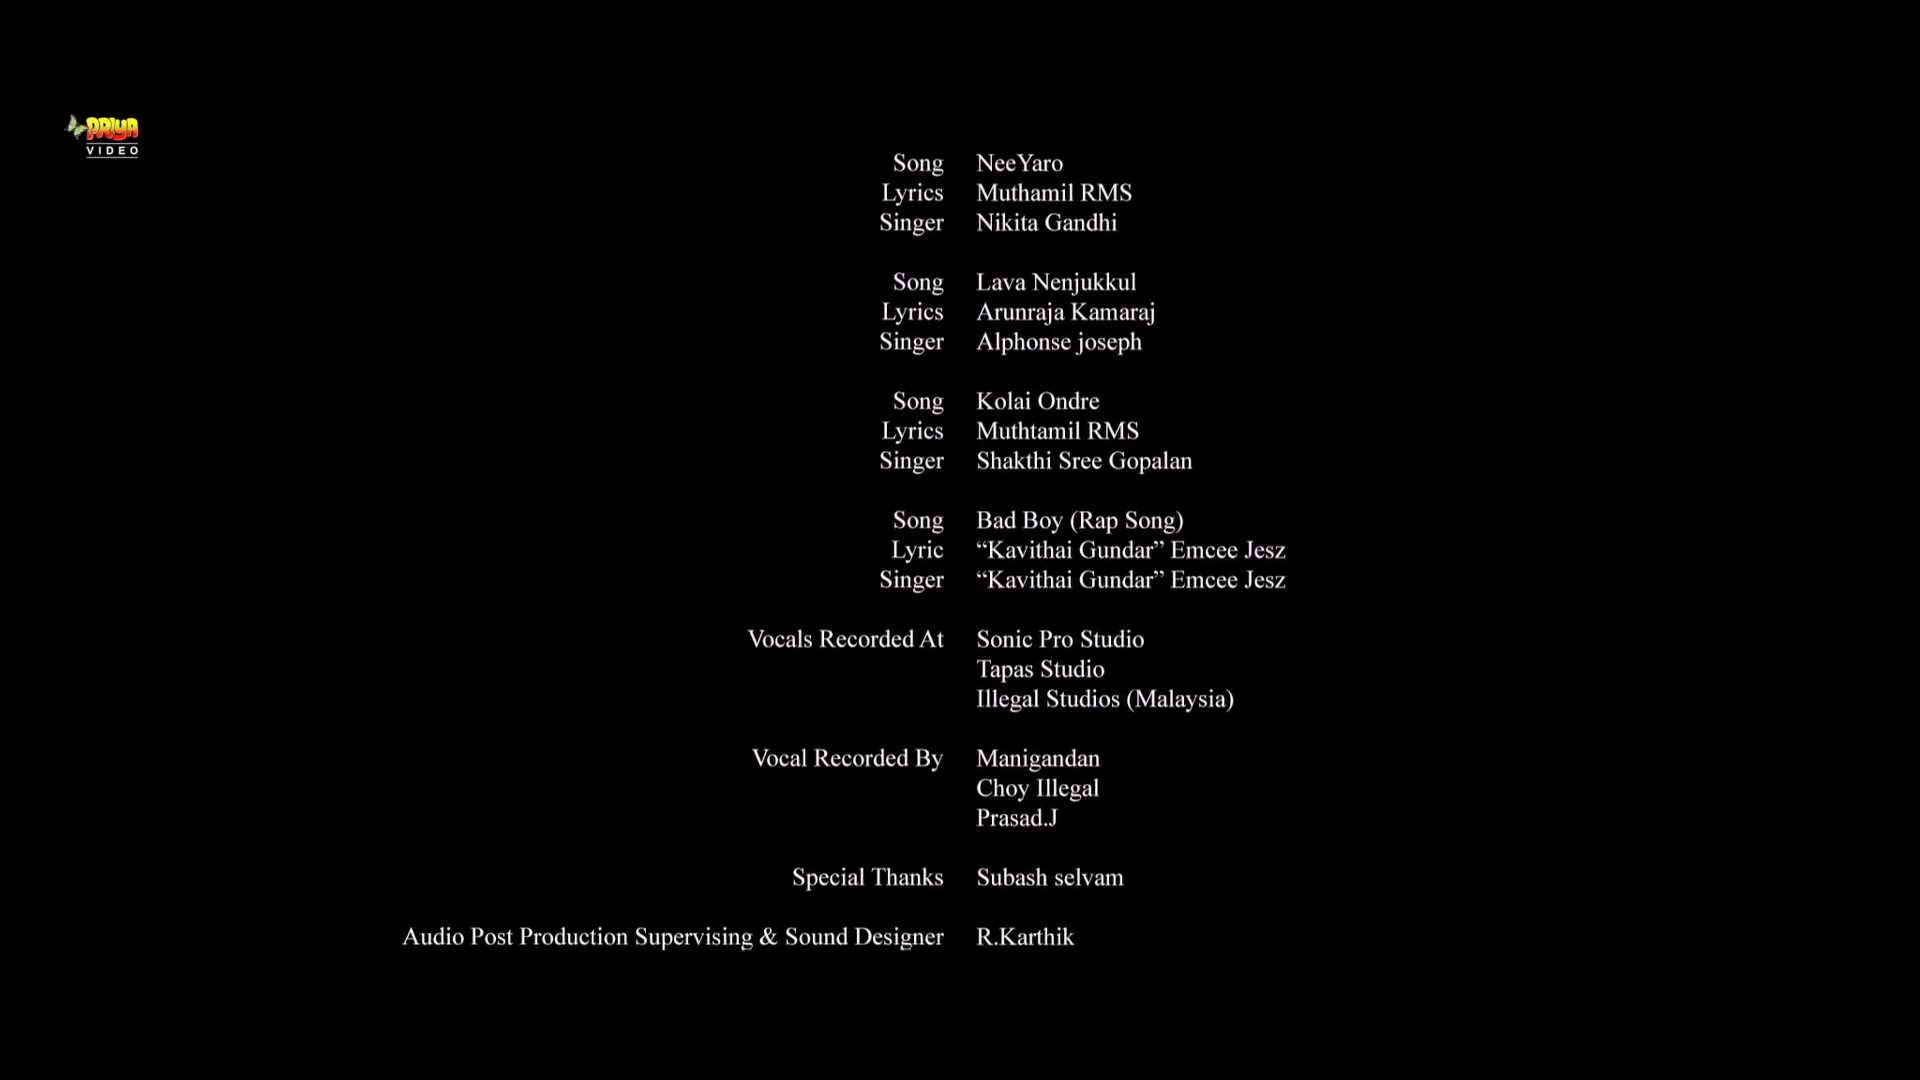 PRIYA
VIDEO
Song NeeYaro
Lyrics Muthamil RMS
Singer Nikita Gandhi
Song Lava Nenjukkul
Lyrics Arunraja Kamaraj
Singer Alphonse joseph
Song Kolai Ondre
Lyrics Muthtamil RMS
Singer Shakthi Sree Gopalan
Song Bad Boy (Rap Song)
Lyric “Kavithai Gundar” Emcee Jesz
Singer “Kavithai Gundar” Emcee Jesz
Vocals Recorded At Sonic Pro Studio
Tapas Studio
Illegal Studios (Malaysia)
Vocal Recorded By Manigandan
Choy Illegal
Prasad.J
Special Thanks Subash selvam
Audio Post Production Supervising & Sound Designer R.Karthik